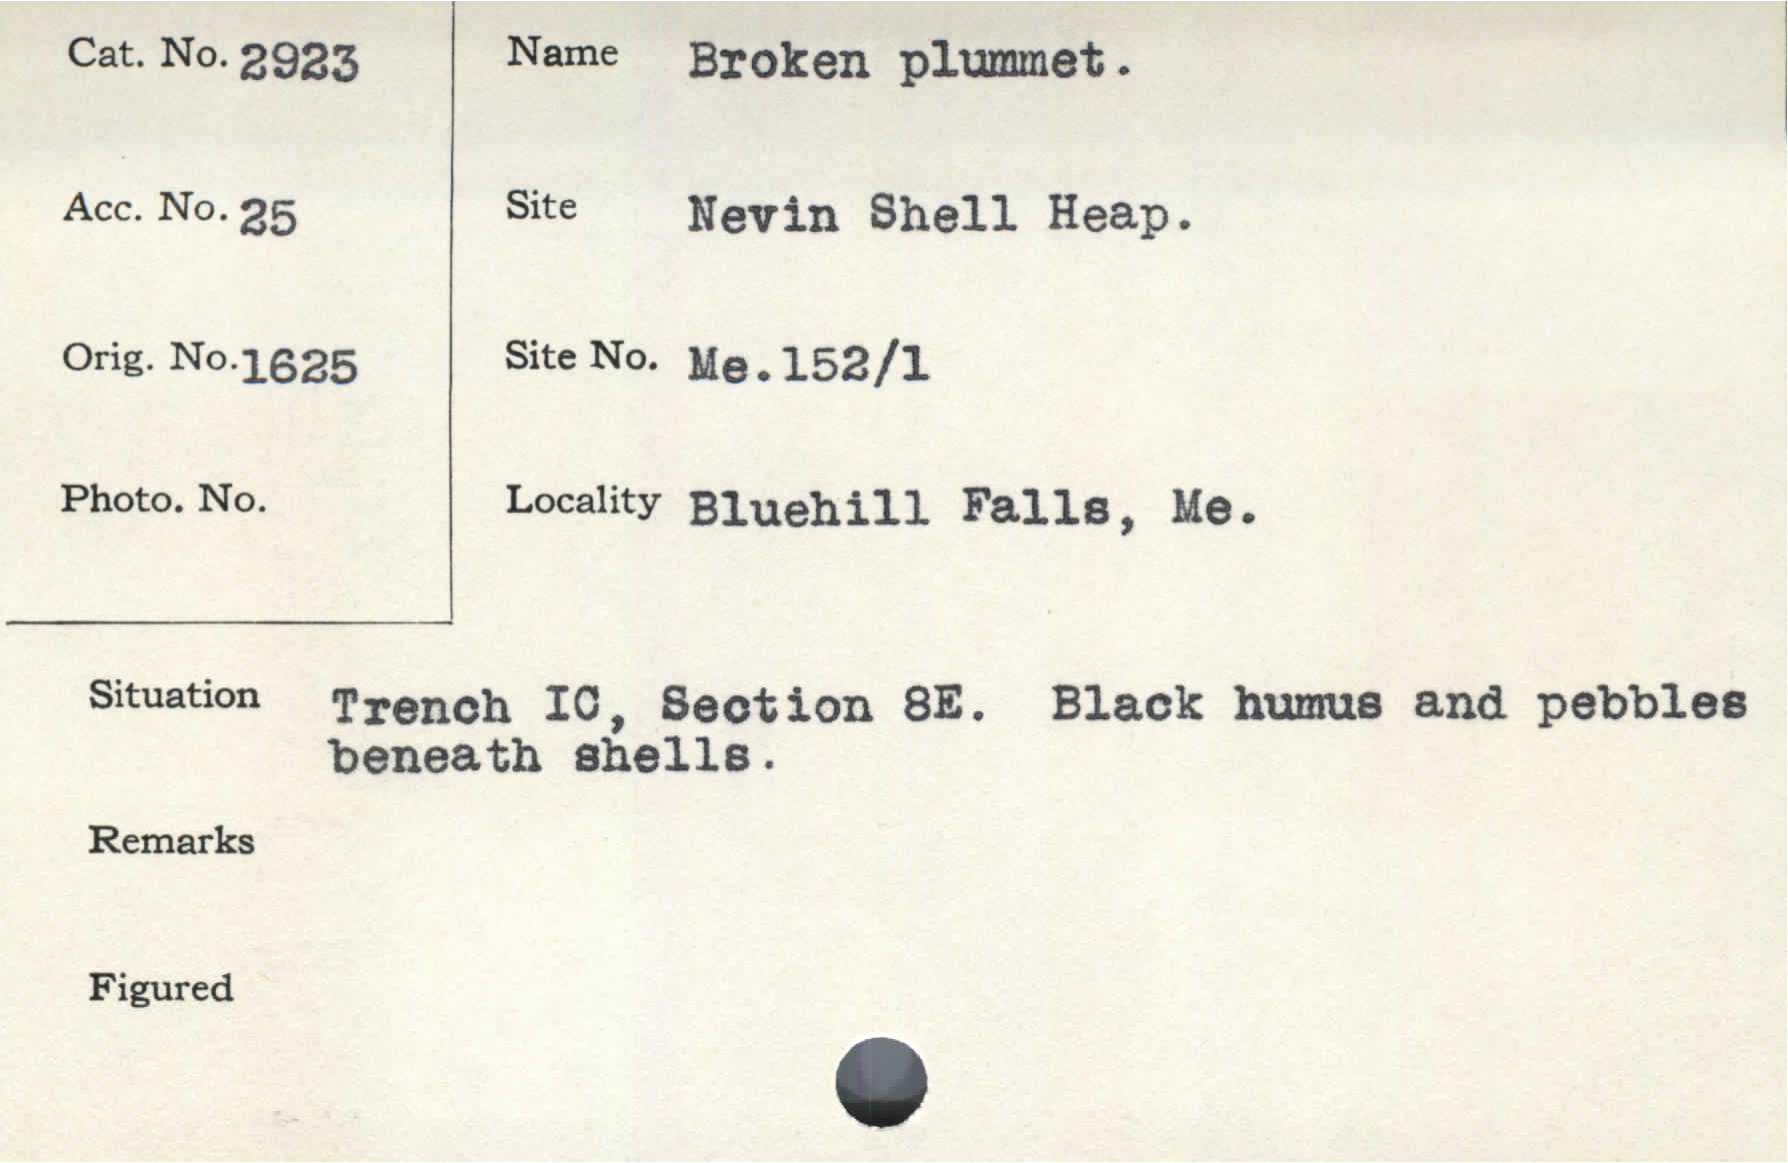 Cat. No. 2923
Name Broken plummet.
Acc. No. 25
Site Nevin Shell Heap.
Orig. No. 1625
Site No. Me.152/1
Photo. No.
Locality Bluehill Falls, Me.
Situation Trench IC, Section 8E. Black humus and pebbles
beneath shells.
Remarks
Figured